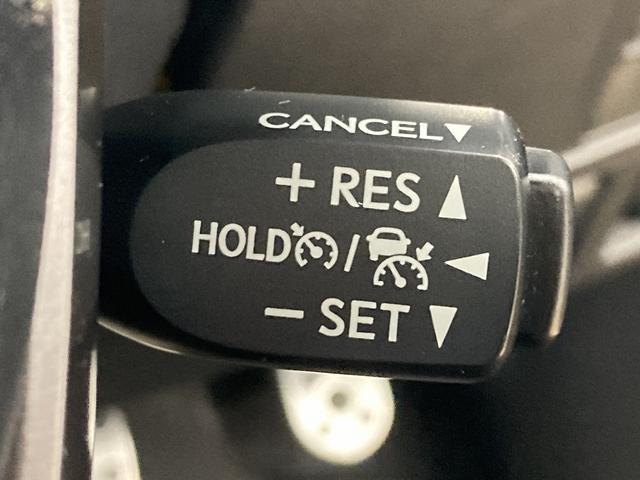 CANCEL▼
+ RES ▲
HOLD / ◀
− SET ▼